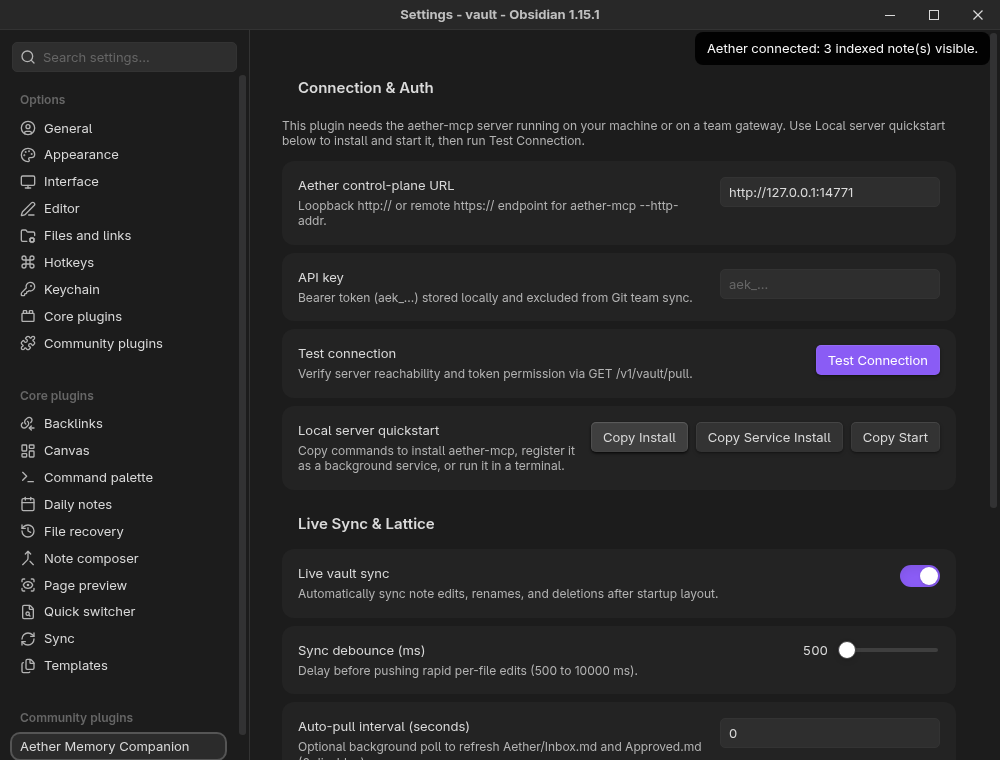 Settings - vault - Obsidian 1.15.1
Search settings...
Options
General
Appearance
Interface
Editor
Files and links
Hotkeys
Keychain
Core plugins
Community plugins
Core plugins
Backlinks
Canvas
Command palette
Daily notes
File recovery
Note composer
Page preview
Quick switcher
Sync
Templates
Community plugins
Aether Memory Companion
Aether connected: 3 indexed note(s) visible.
Connection & Auth
This plugin needs the aether-mcp server running on your machine or on a team gateway. Use Local server quickstart
below to install and start it, then run Test Connection.
Aether control-plane URL
Loopback http:// or remote https:// endpoint for aether-mcp --http-
addr.
http://127.0.0.1:14771
API key
Bearer token (aek_...) stored locally and excluded from Git team sync.
aek_...
Test connection
Verify server reachability and token permission via GET /v1/vault/pull.
Test Connection
Local server quickstart
Copy commands to install aether-mcp, register it
as a background service, or run it in a terminal.
Copy Install
Copy Service Install
Copy Start
Live Sync & Lattice
Live vault sync
Automatically sync note edits, renames, and deletions after startup layout.
Sync debounce (ms)
Delay before pushing rapid per-file edits (500 to 10000 ms).
500
Auto-pull interval (seconds)
Optional background poll to refresh Aether/Inbox.md and Approved.md
0